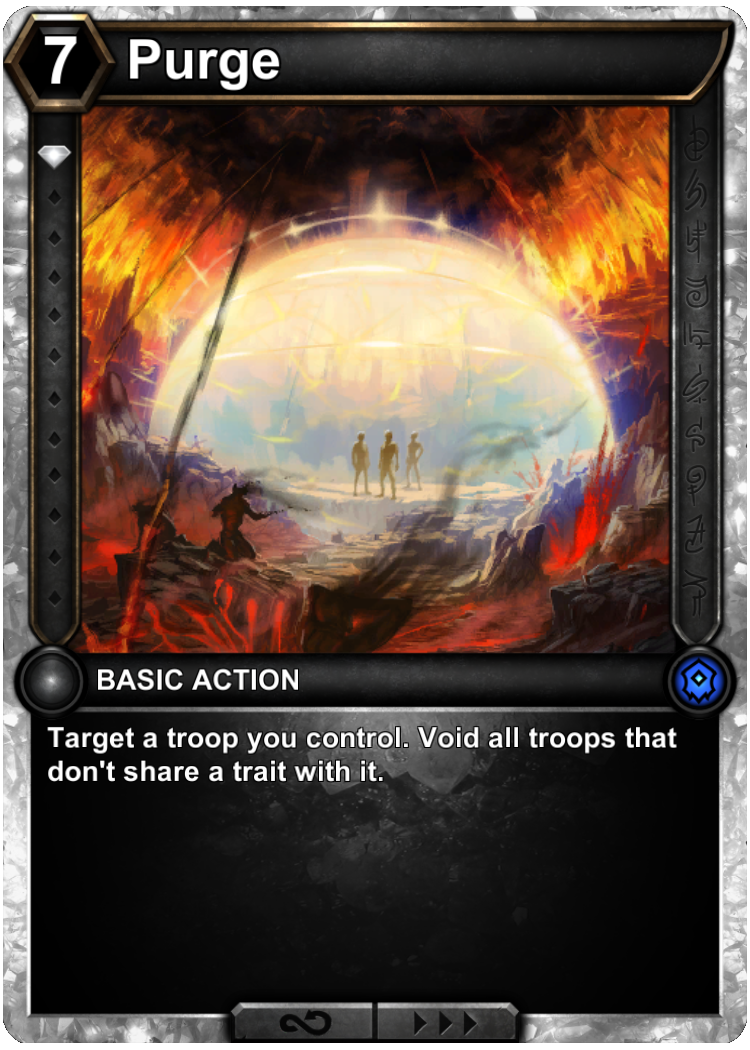 7
Purge
BASIC ACTION
Target a troop you control. Void all troops that
don't share a trait with it.